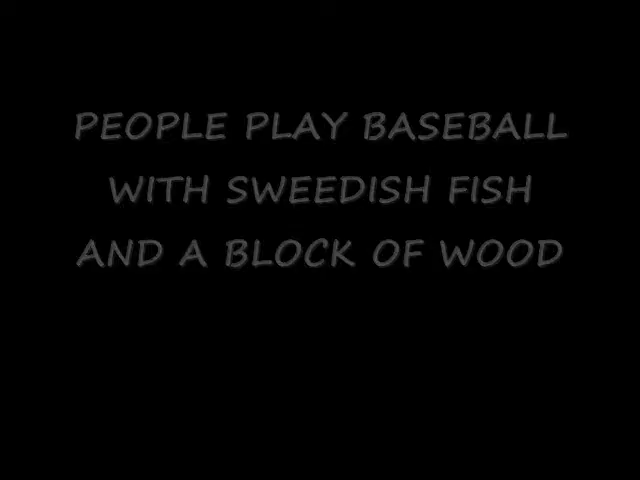 PEOPLE PLAY BASEBALL
WITH SWEEDISH FISH
AND A BLOCK OF WOOD